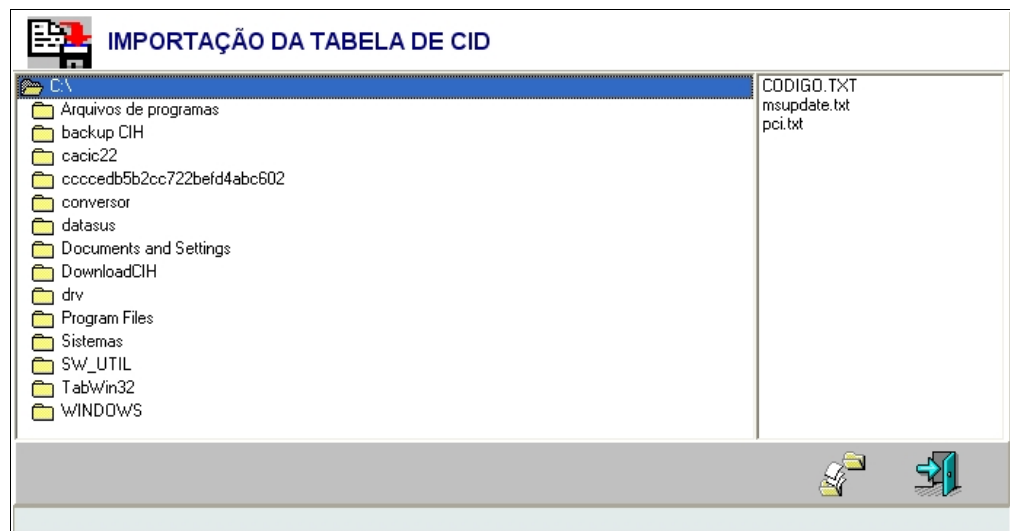 IMPORTAÇÃO DA TABELA DE CID
C:\
Arquivos de programas
backup CIH
cacic22
ccccedb5b2cc722befd4abc602
conversor
datasus
Documents and Settings
DownloadCIH
drv
Program Files
Sistemas
SW_UTIL
TabWin32
WINDOWS
CODIGO.TXT
msupdate.txt
pci.txt